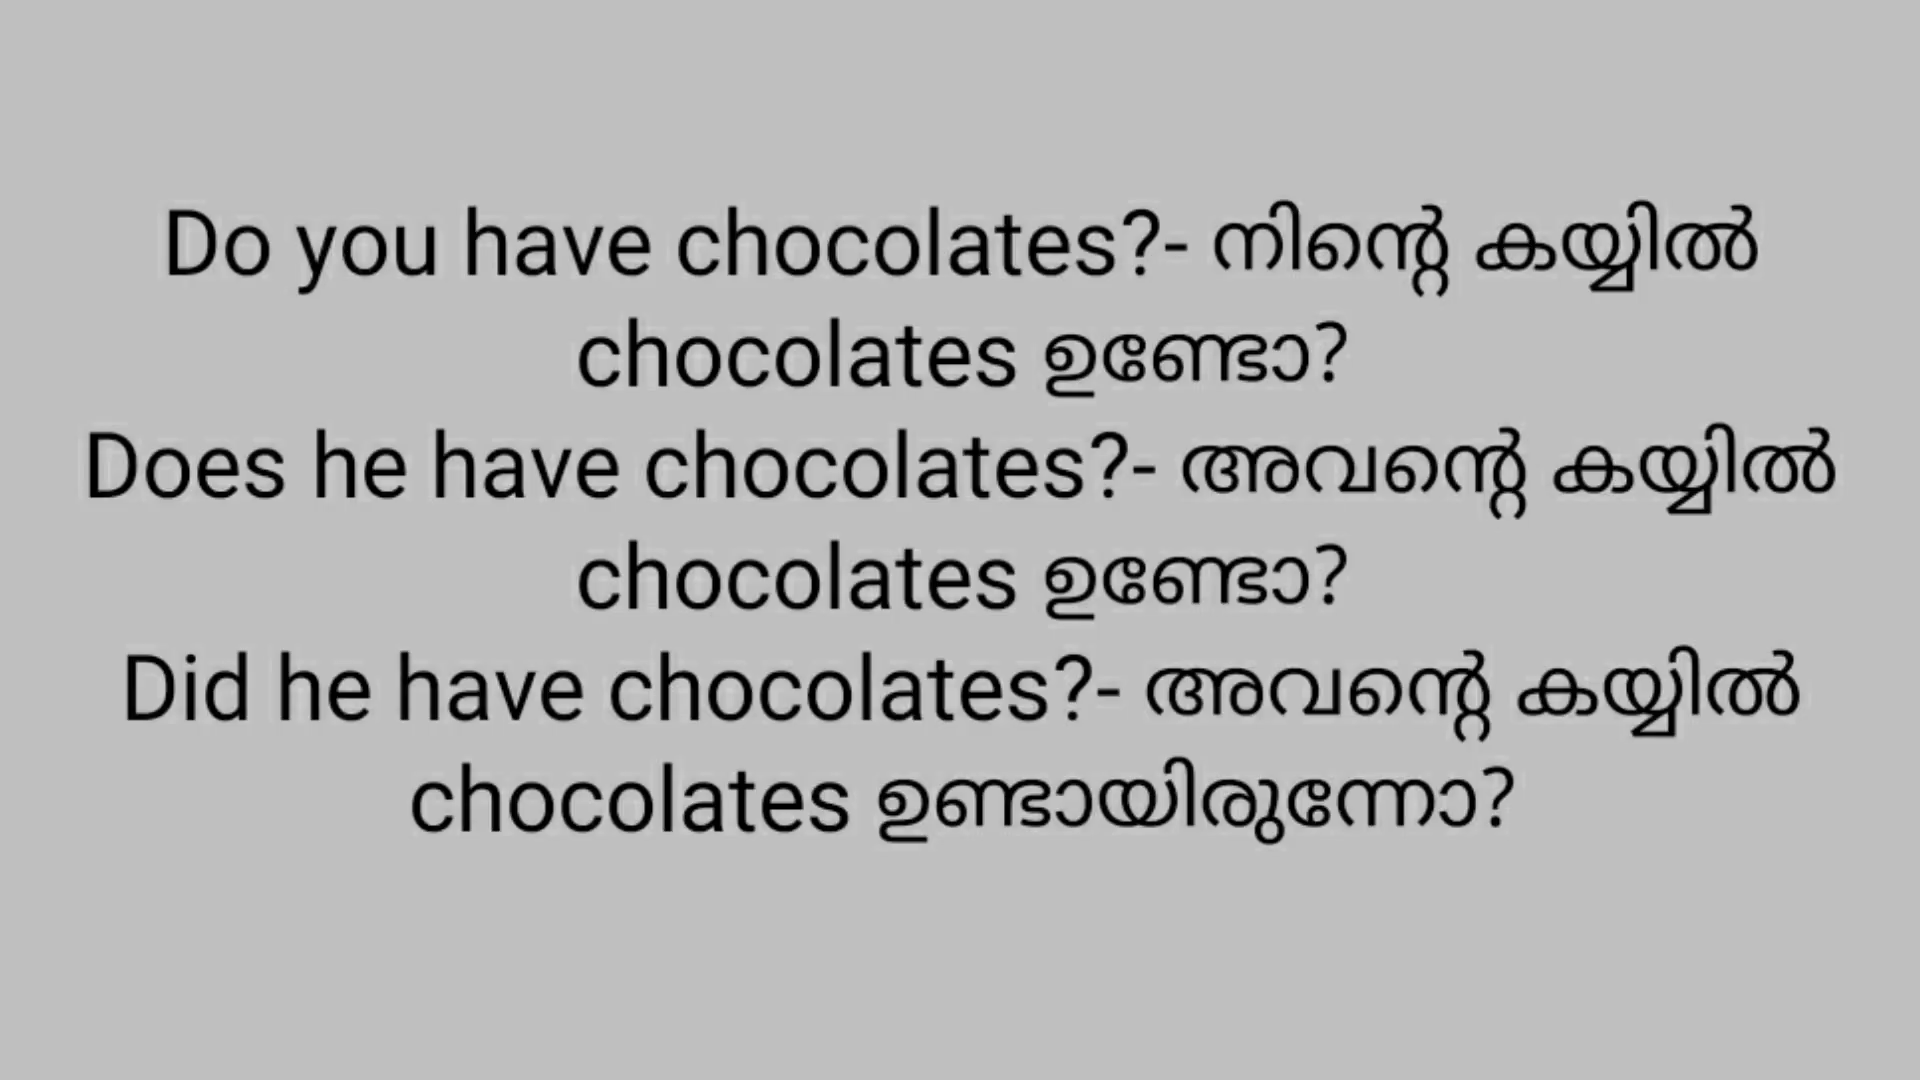 Do you have chocolates?- നിന്റെ കയ്യിൽ
chocolates ഉണ്ടോ?
Does he have chocolates?- അവന്റെ കയ്യിൽ
chocolates ഉണ്ടോ?
Did he have chocolates?- അവന്റെ കയ്യിൽ
chocolates ഉണ്ടായിരുന്നോ?